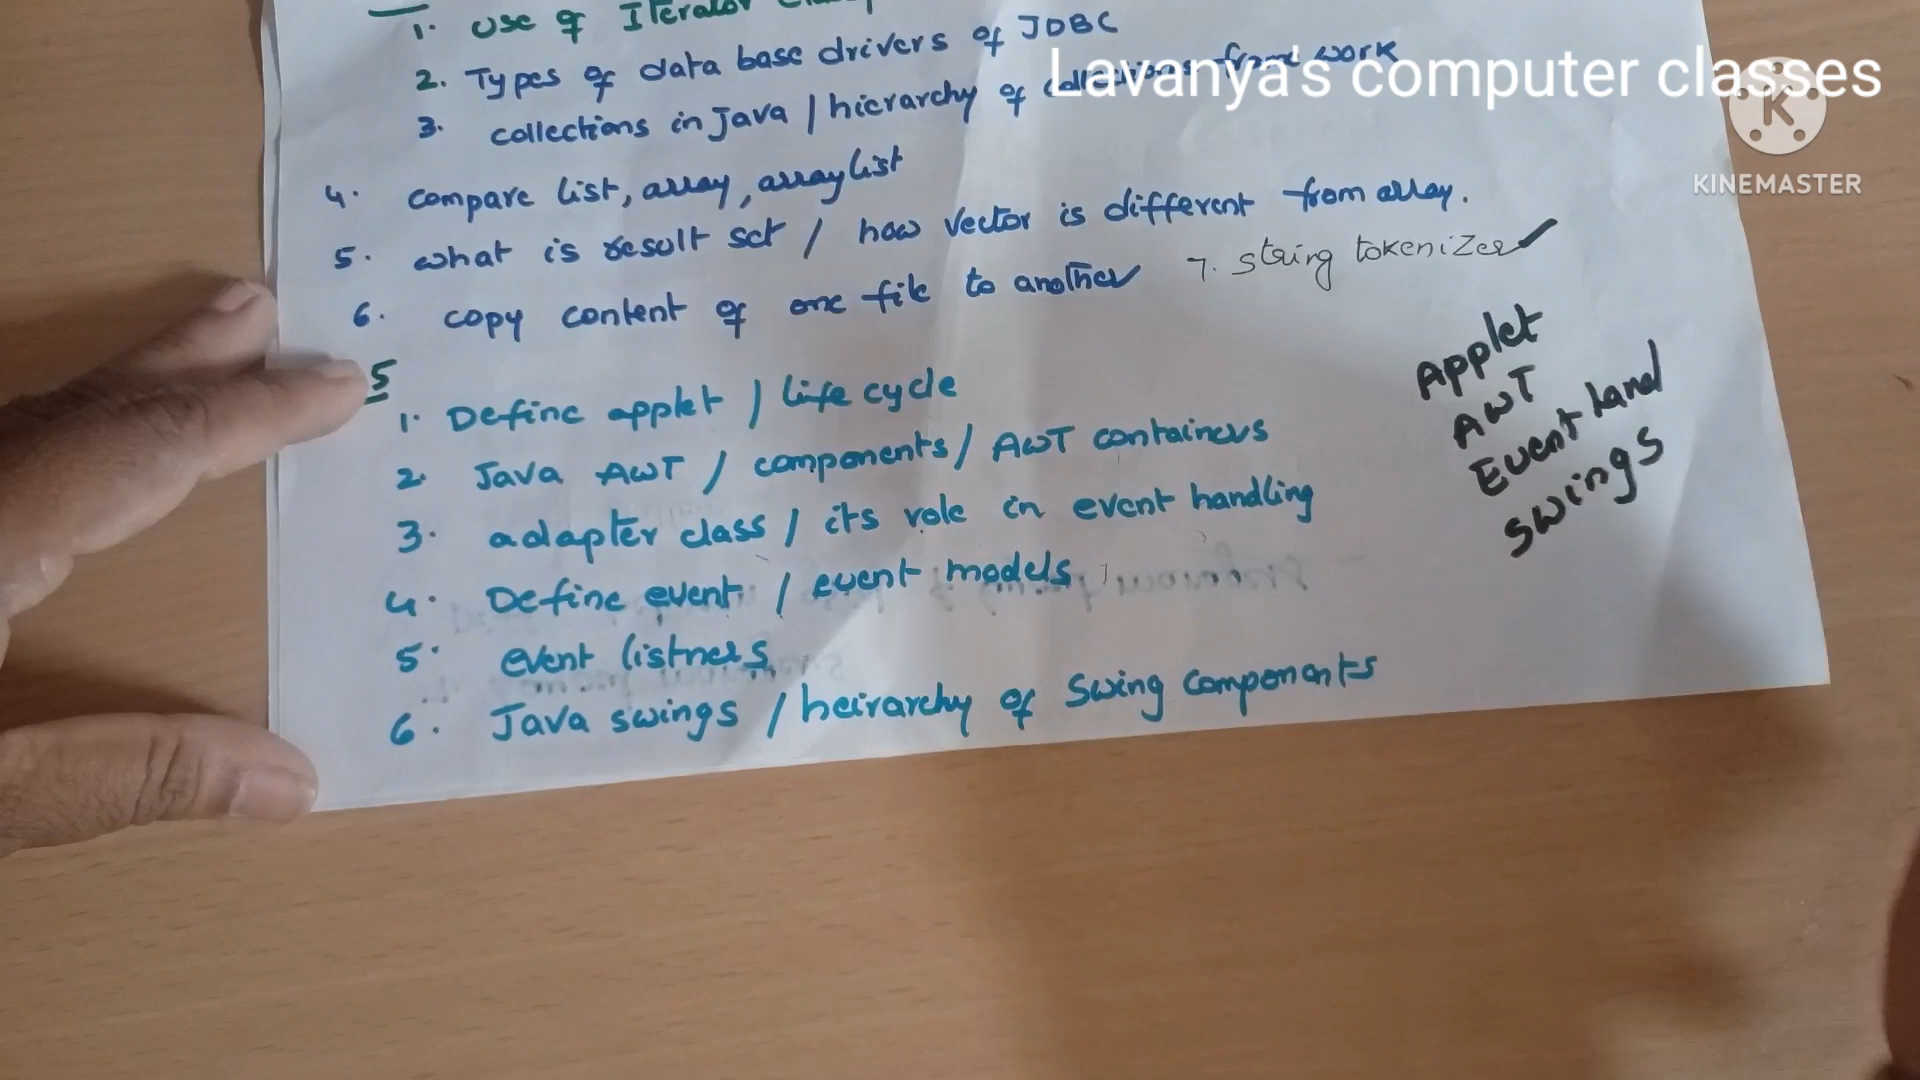 1. Use of Iterator
2. Types of data base drivers of JDBC
3. collections in Java / hierarchy of collections frame work
Lavanya's computer classes
K
KINEMASTER
4. compare list, array, arraylist
5. what is result set / how vector is different from array.
6. copy content of one file to another 7. string tokenizer
5
1. Define applet / life cycle
2. Java AWT / components / AWT containers
3. adapter class / its role in event handling
4. Define event / event models
5. event listners
6. Java swings / heirarchy of Swing components
Applet
AWT
Event hand
swings